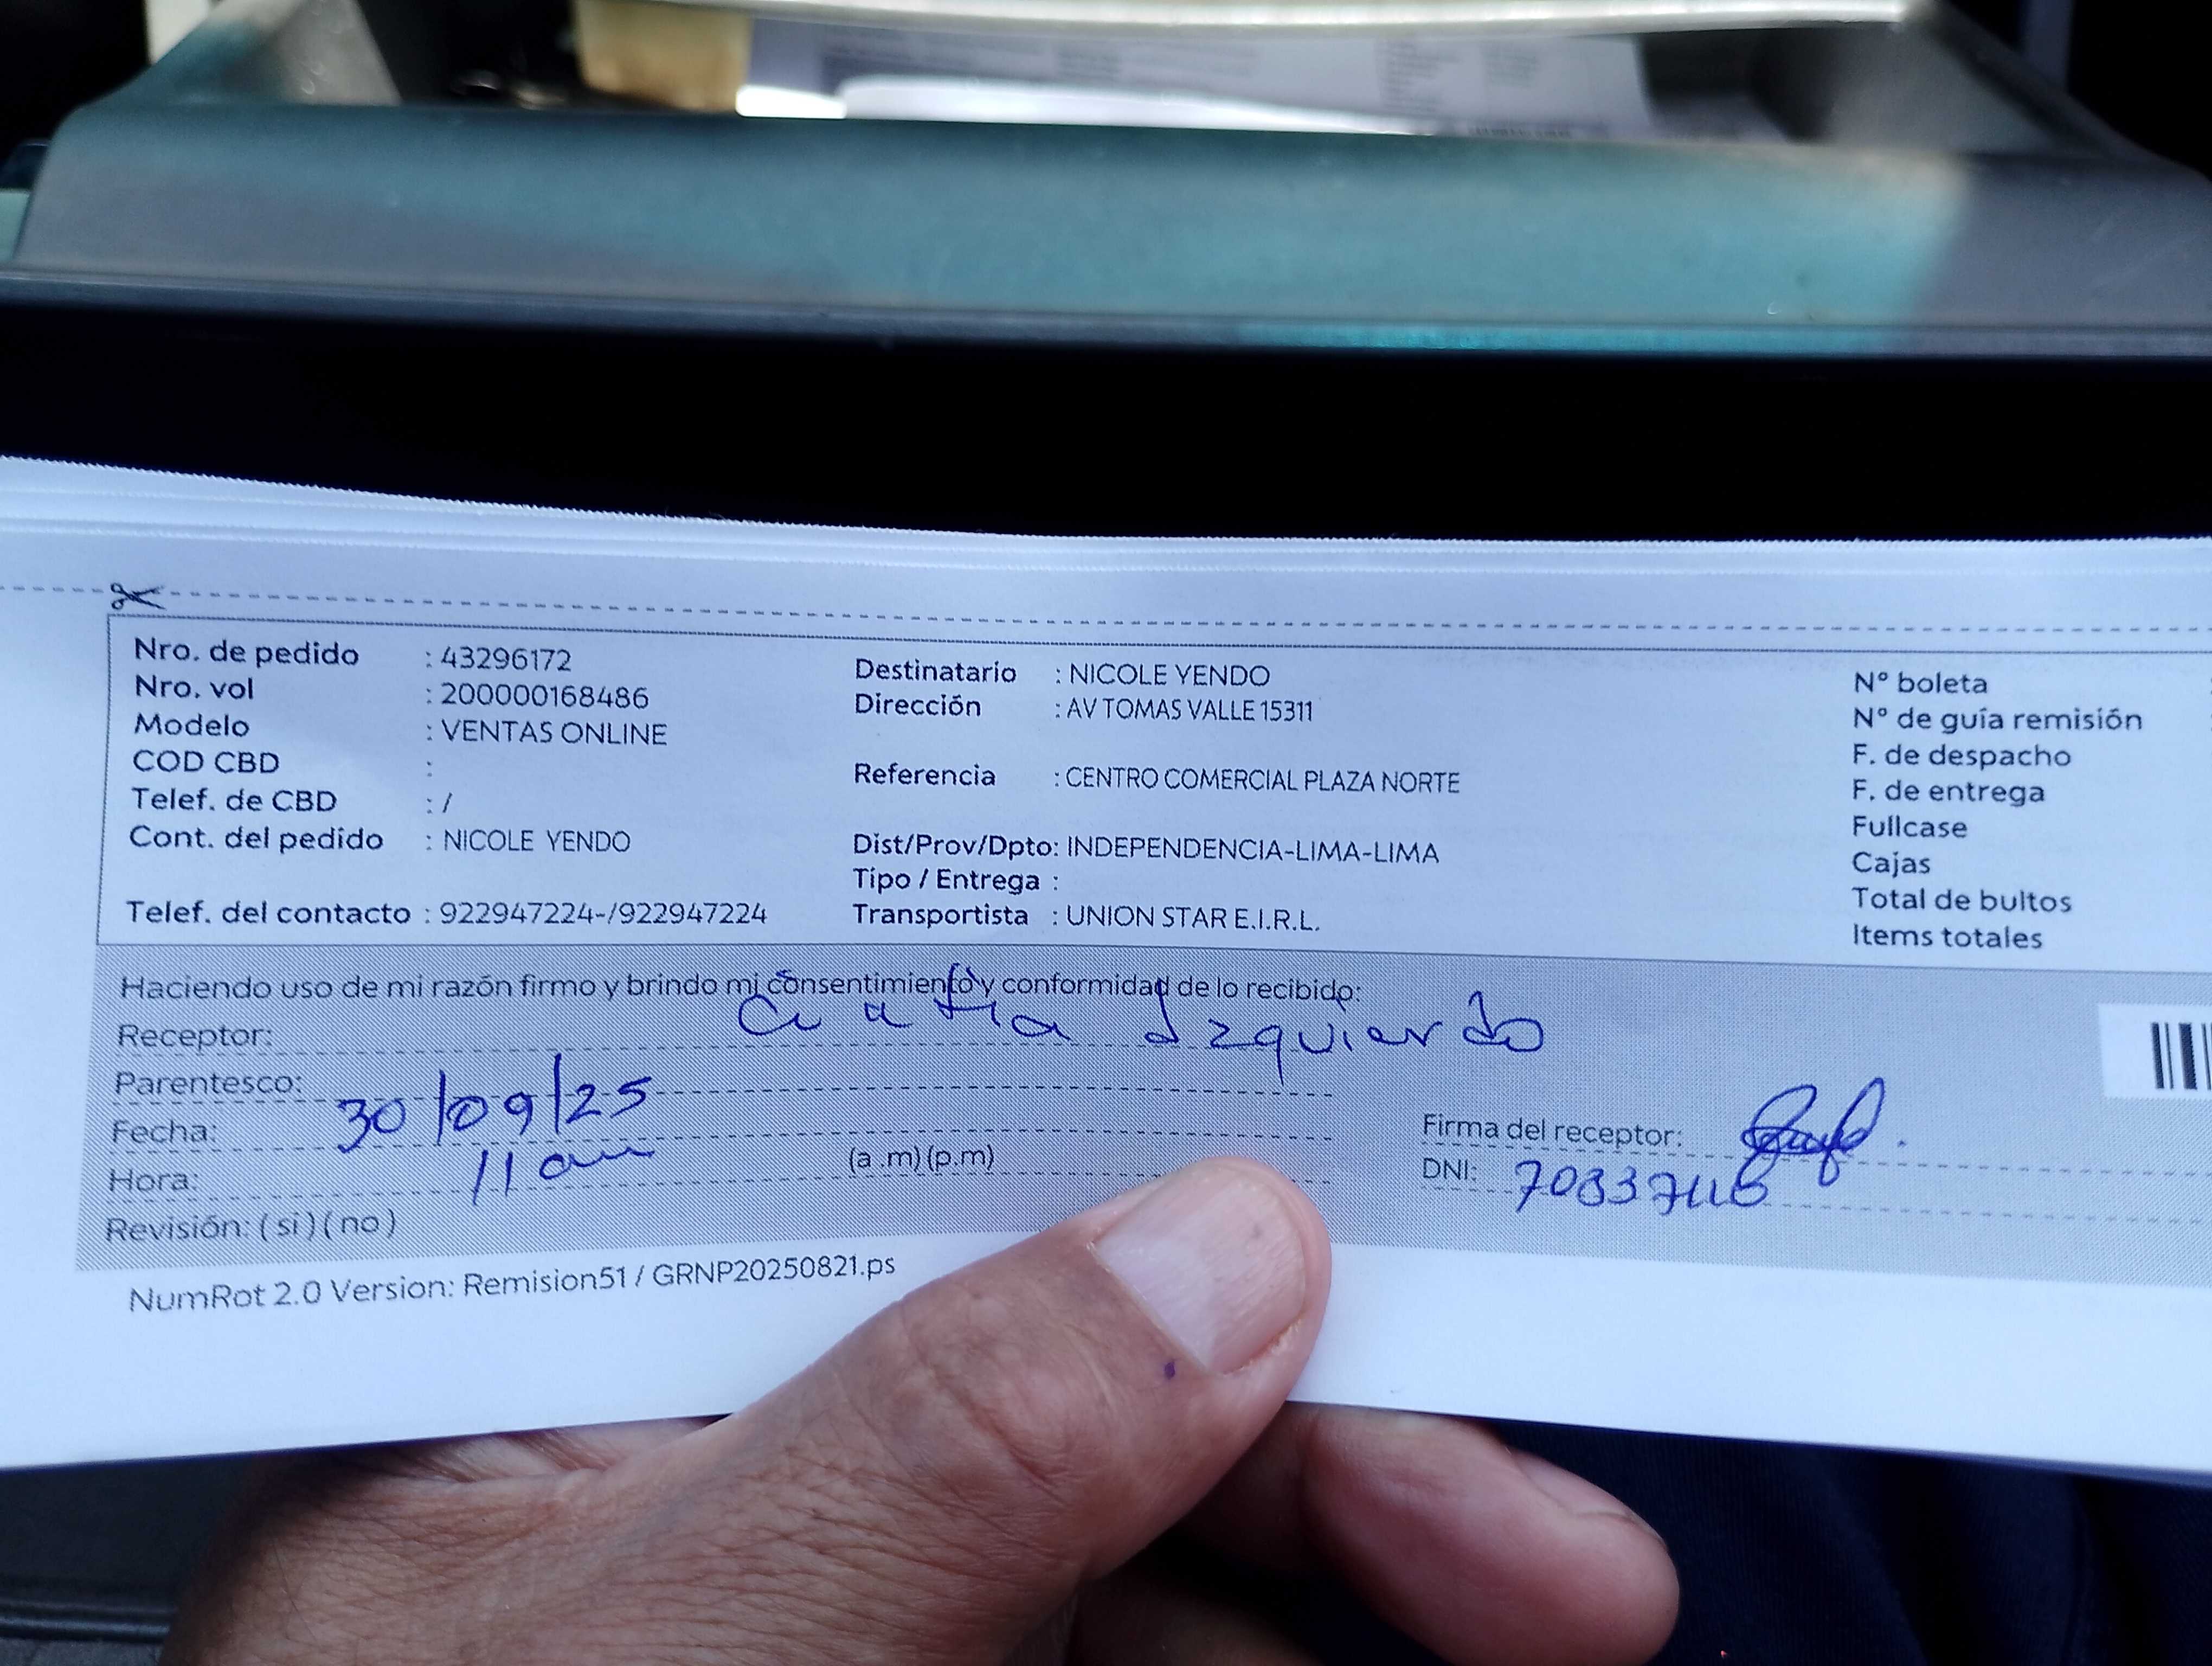 Nro. de pedido : 43296172
Nro. vol : 200000168486
Modelo : VENTAS ONLINE
COD CBD :
Telef. de CBD : /
Cont. del pedido : NICOLE YENDO
Telef. del contacto : 922947224-/922947224
Destinatario : NICOLE YENDO
Dirección : AV TOMAS VALLE 15311
Referencia : CENTRO COMERCIAL PLAZA NORTE
Dist/Prov/Dpto: INDEPENDENCIA-LIMA-LIMA
Tipo / Entrega :
Transportista : UNION STAR E.I.R.L.
N° boleta
N° de guía remisión
F. de despacho
F. de entrega
Fullcase
Cajas
Total de bultos
Items totales
Haciendo uso de mi razón firmo y brindo mi consentimiento y conformidad de lo recibido:
Receptor: Izquierdo
Parentesco:
Fecha: 30/09/25
Hora: 11 am (a.m)(p.m)
Revisión: (si)(no)
Firma del receptor:
DNI:
NumRot 2.0 Version: Remision51 / GRNP20250821.ps